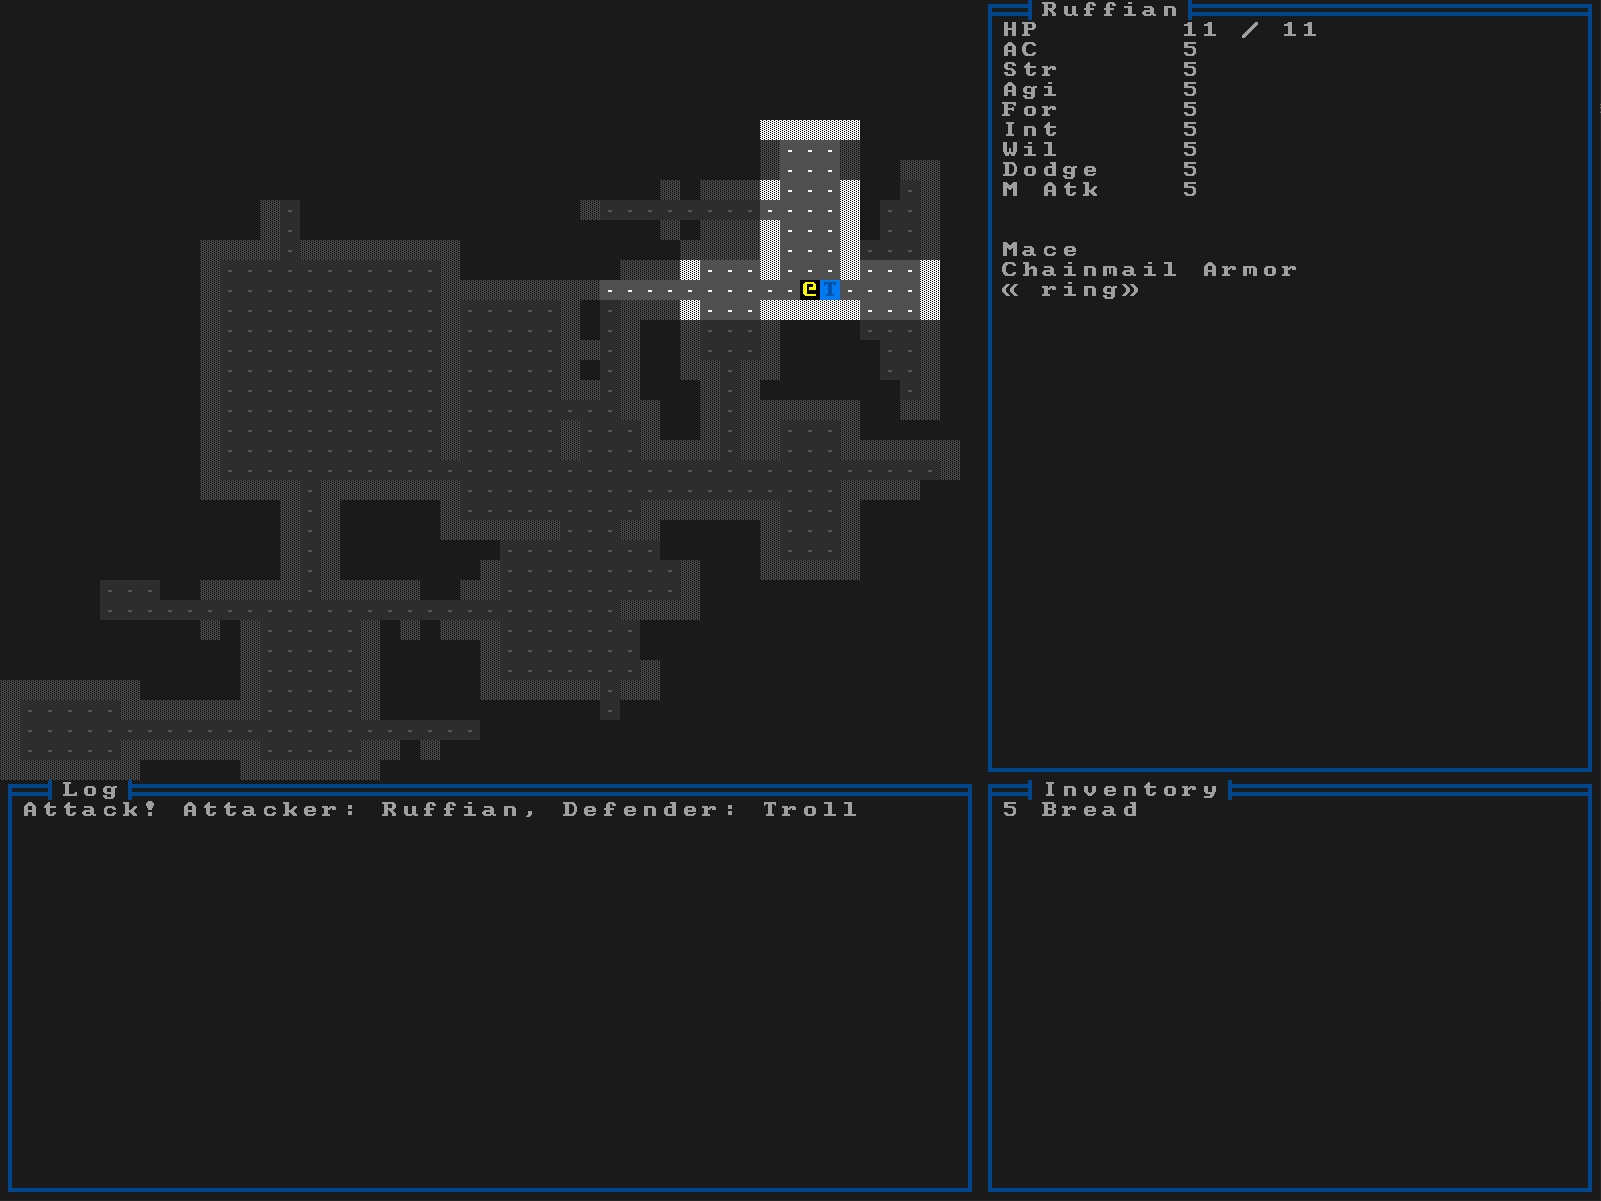 Ruffian
HP 11 / 11
AC 5
Str 5
Agi 5
For 5
Int 5
Wil 5
Dodge 5
M Atk 5
Mace
Chainmail Armor
« ring»
@T
Log
Attack! Attacker: Ruffian, Defender: Troll
Inventory
5 Bread